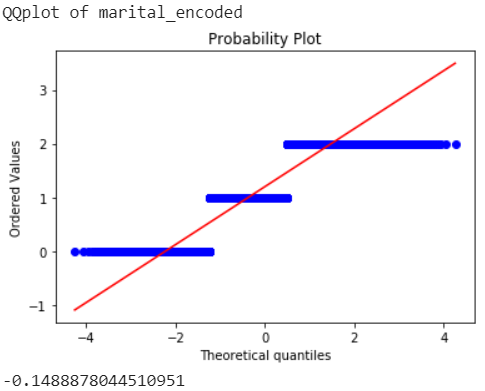 QQplot of marital_encoded
Probability Plot
3
2
1
0
−1
Ordered Values
−4
−2
0
2
4
Theoretical quantiles
-0.1488878044510951